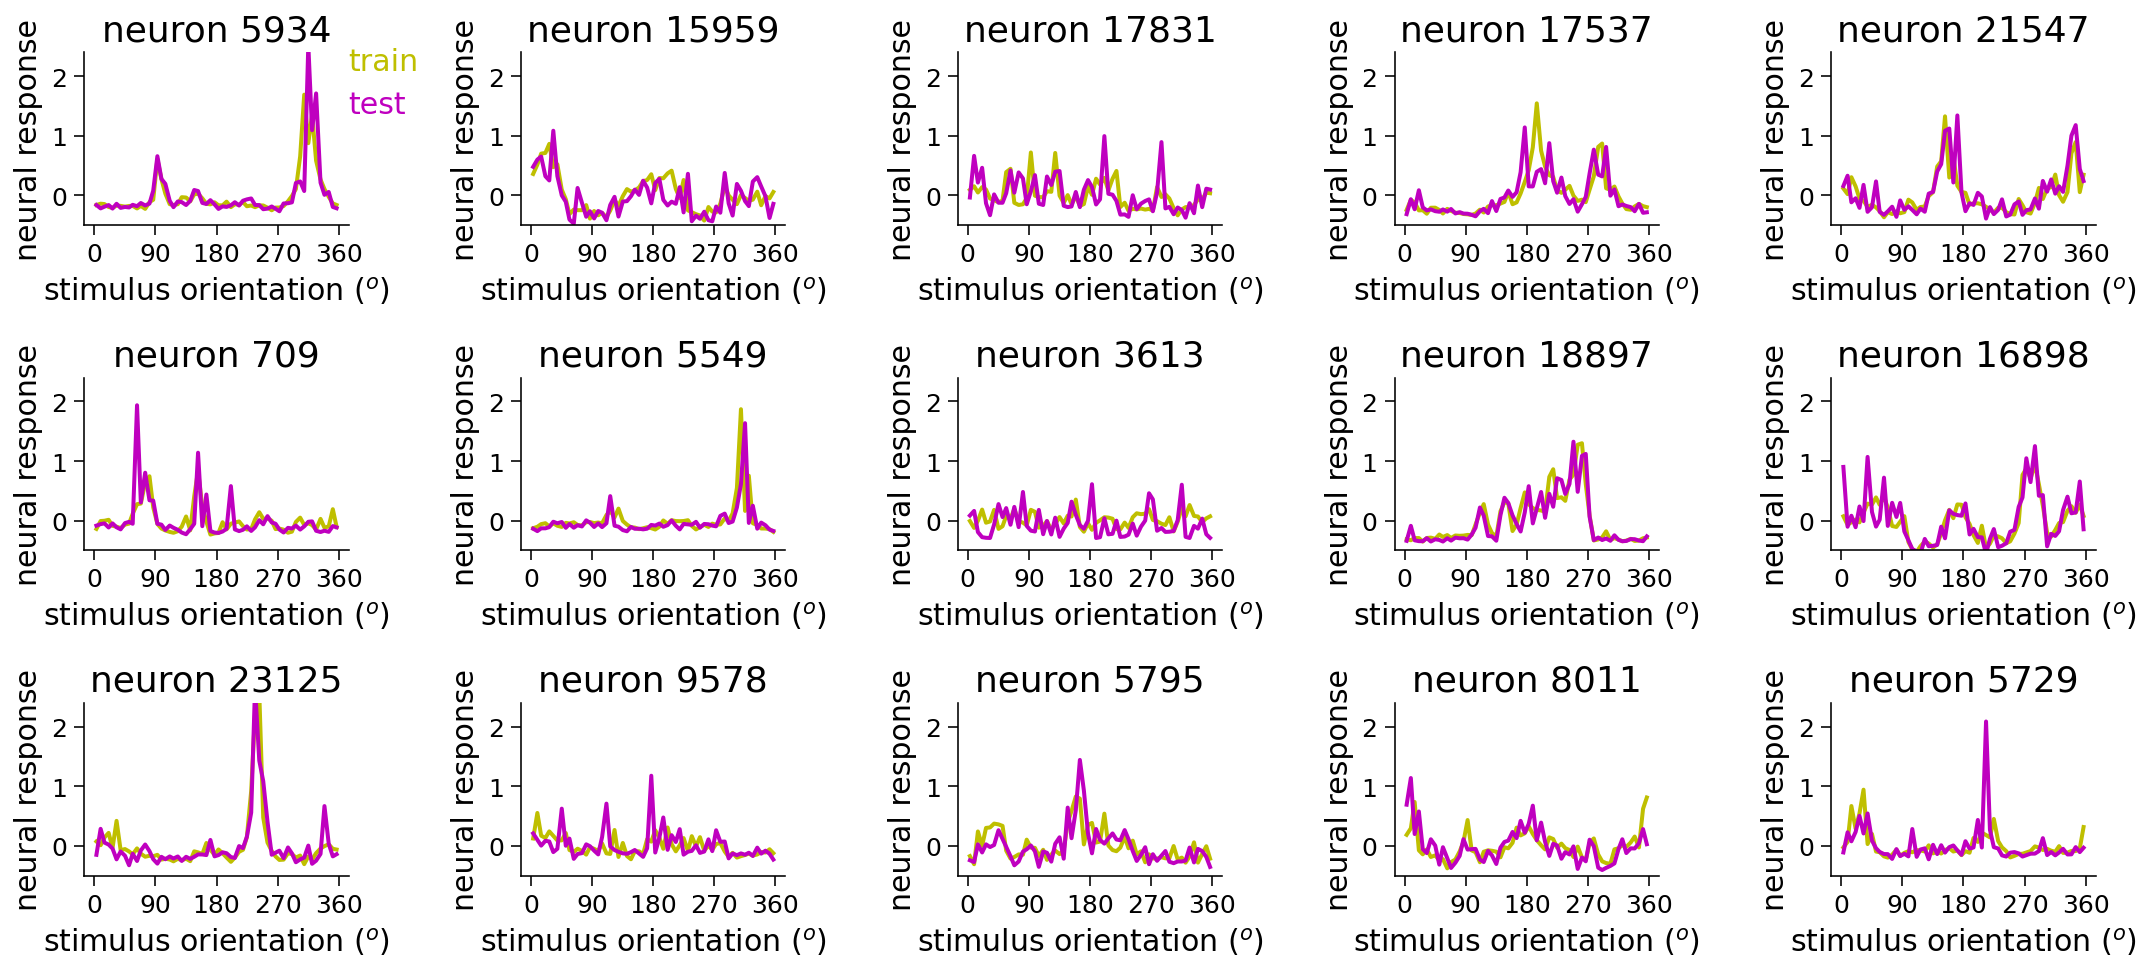 neuron 5934
train
test
neural response
2
1
0
0 90 180 270 360
stimulus orientation (o)
neuron 15959
neural response
2
1
0
0 90 180 270 360
stimulus orientation (o)
neuron 17831
neural response
2
1
0
0 90 180 270 360
stimulus orientation (o)
neuron 17537
neural response
2
1
0
0 90 180 270 360
stimulus orientation (o)
neuron 21547
neural response
2
1
0
0 90 180 270 360
stimulus orientation (o)
neuron 709
neural response
2
1
0
0 90 180 270 360
stimulus orientation (o)
neuron 5549
neural response
2
1
0
0 90 180 270 360
stimulus orientation (o)
neuron 3613
neural response
2
1
0
0 90 180 270 360
stimulus orientation (o)
neuron 18897
neural response
2
1
0
0 90 180 270 360
stimulus orientation (o)
neuron 16898
neural response
2
1
0
0 90 180 270 360
stimulus orientation (o)
neuron 23125
neural response
2
1
0
0 90 180 270 360
stimulus orientation (o)
neuron 9578
neural response
2
1
0
0 90 180 270 360
stimulus orientation (o)
neuron 5795
neural response
2
1
0
0 90 180 270 360
stimulus orientation (o)
neuron 8011
neural response
2
1
0
0 90 180 270 360
stimulus orientation (o)
neuron 5729
neural response
2
1
0
0 90 180 270 360
stimulus orientation (o)